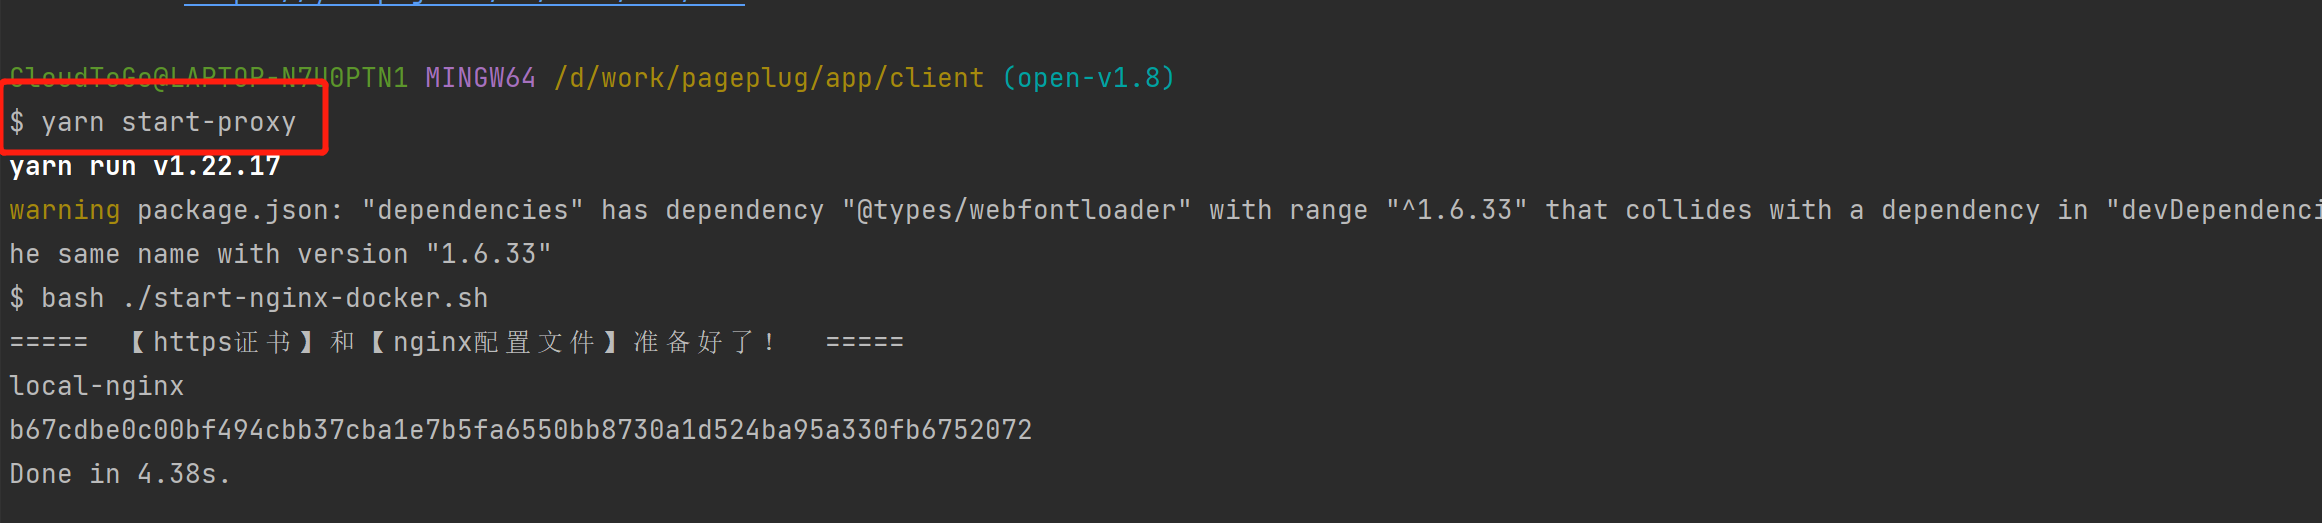 CloudToGo@LAPTOP-N7U0PTN1 MINGW64 /d/work/pageplug/app/client (open-v1.8)
$ yarn start-proxy
yarn run v1.22.17
warning package.json: "dependencies" has dependency "@types/webfontloader" with range "^1.6.33" that collides with a dependency in "devDependenci
he same name with version "1.6.33"
$ bash ./start-nginx-docker.sh
===== 【https证书】和【nginx配置文件】准备好了！ =====
local-nginx
b67cdbe0c00bf494cbb37cba1e7b5fa6550bb8730a1d524ba95a330fb6752072
Done in 4.38s.